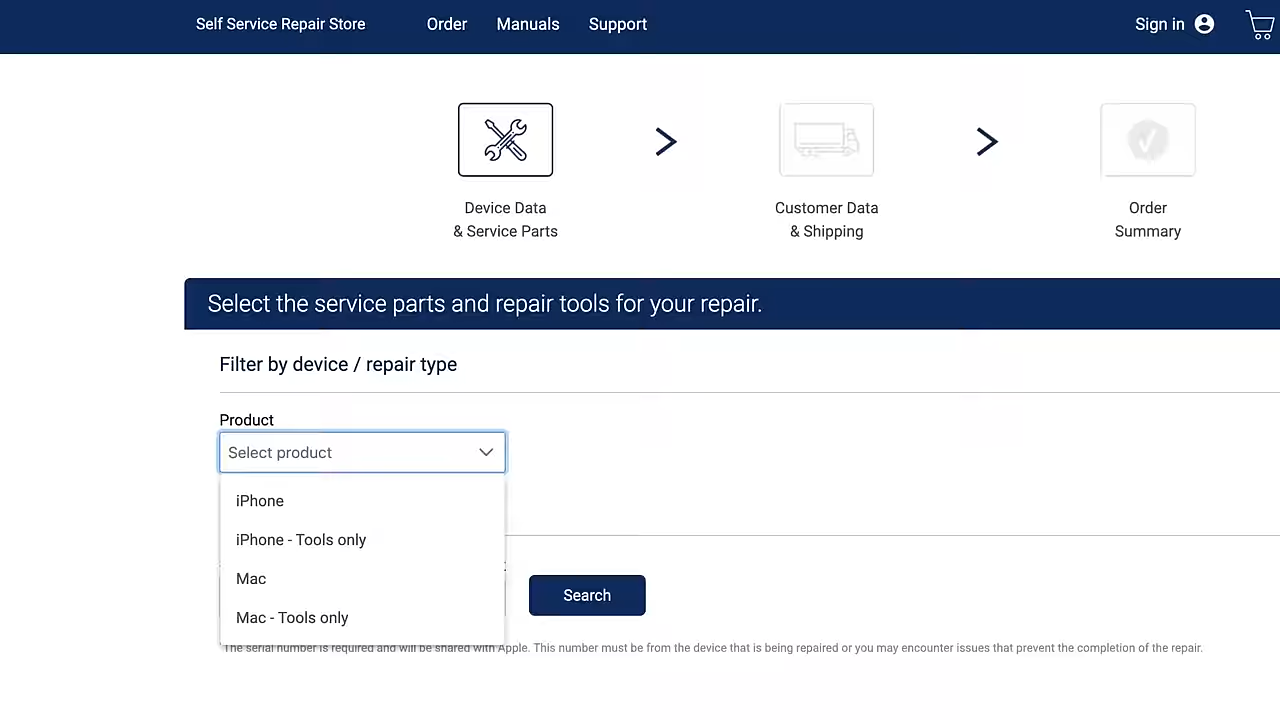 Self Service Repair Store Order Manuals Support Sign in
Device Data
& Service Parts
Customer Data
& Shipping
Order
Summary
Select the service parts and repair tools for your repair.
Filter by device / repair type
Product
Select product
iPhone
iPhone - Tools only
Mac
Mac - Tools only
Search
*The serial number is required and will be shared with Apple. This number must be from the device that is being repaired or you may encounter issues that prevent the completion of the repair.